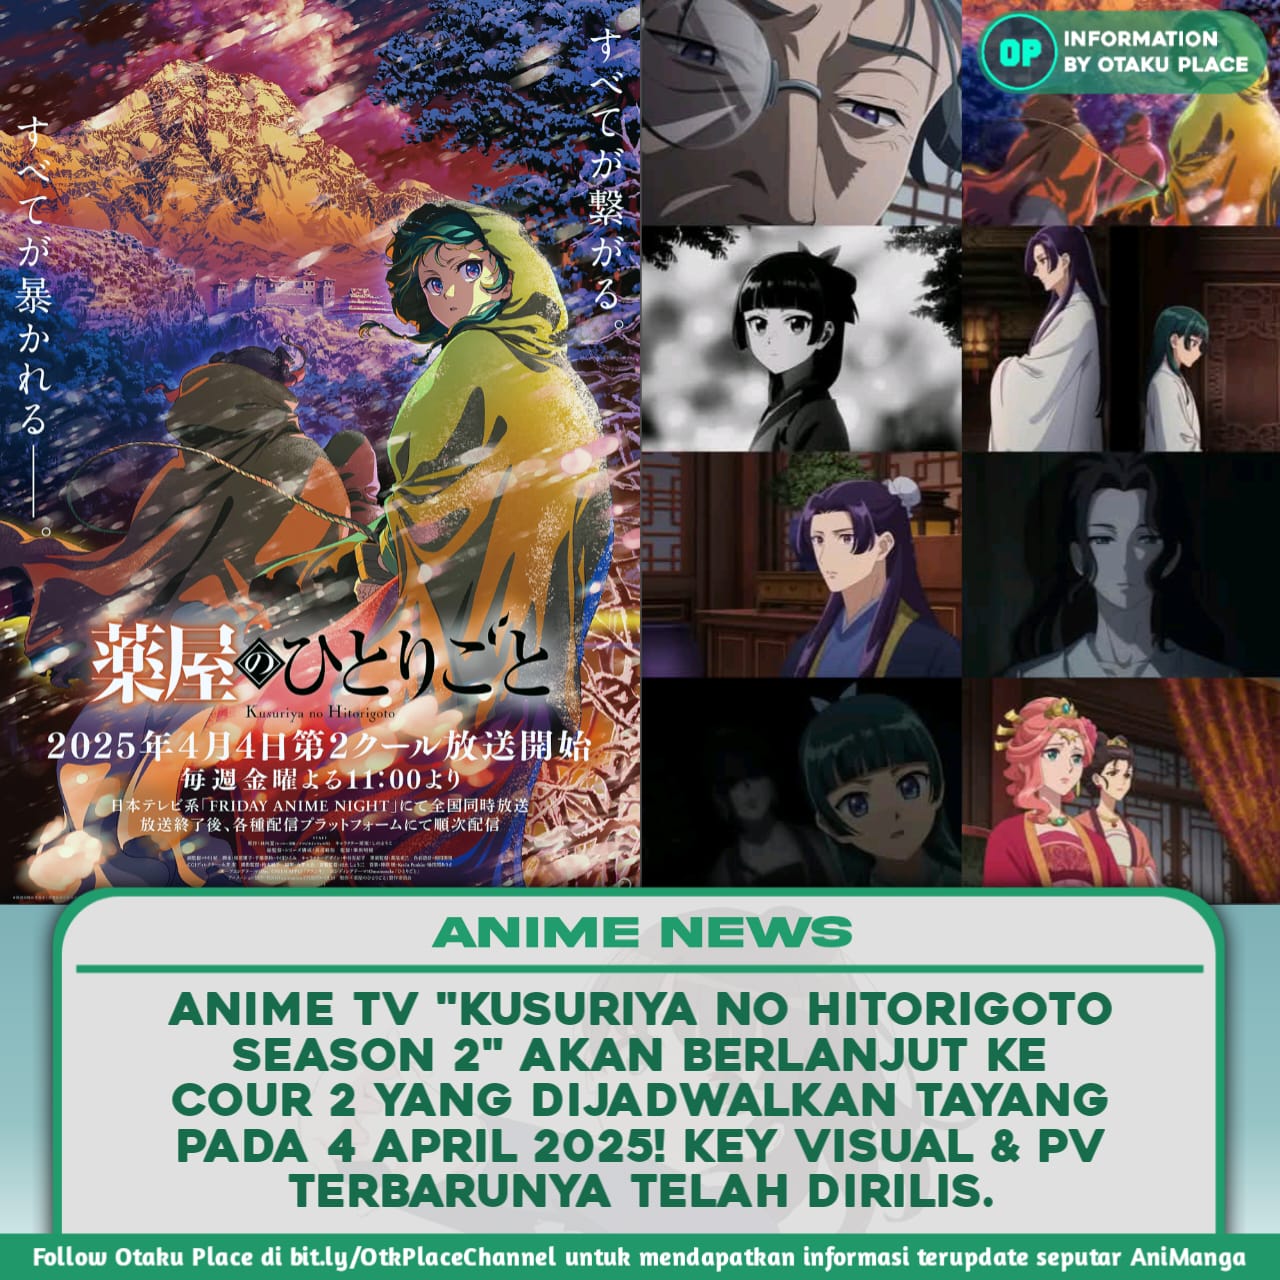 OP
INFORMATION
BY OTAKU PLACE
すべてが繋がる。
すべてが暴かれる——。
薬屋のひとりごと
Kusuriya no Hitorigoto
2025年4月4日第2クール放送開始
毎週金曜よる11:00より
日本テレビ系「FRIDAY ANIME NIGHT」にて全国同時放送
放送終了後、各種配信プラットフォームにて順次配信
ANIME NEWS
ANIME TV "KUSURIYA NO HITORIGOTO
SEASON 2" AKAN BERLANJUT KE
COUR 2 YANG DIJADWALKAN TAYANG
PADA 4 APRIL 2025! KEY VISUAL & PV
TERBARUNYA TELAH DIRILIS.
Follow Otaku Place di bit.ly/OtkPlaceChannel untuk mendapatkan informasi terupdate seputar AniManga